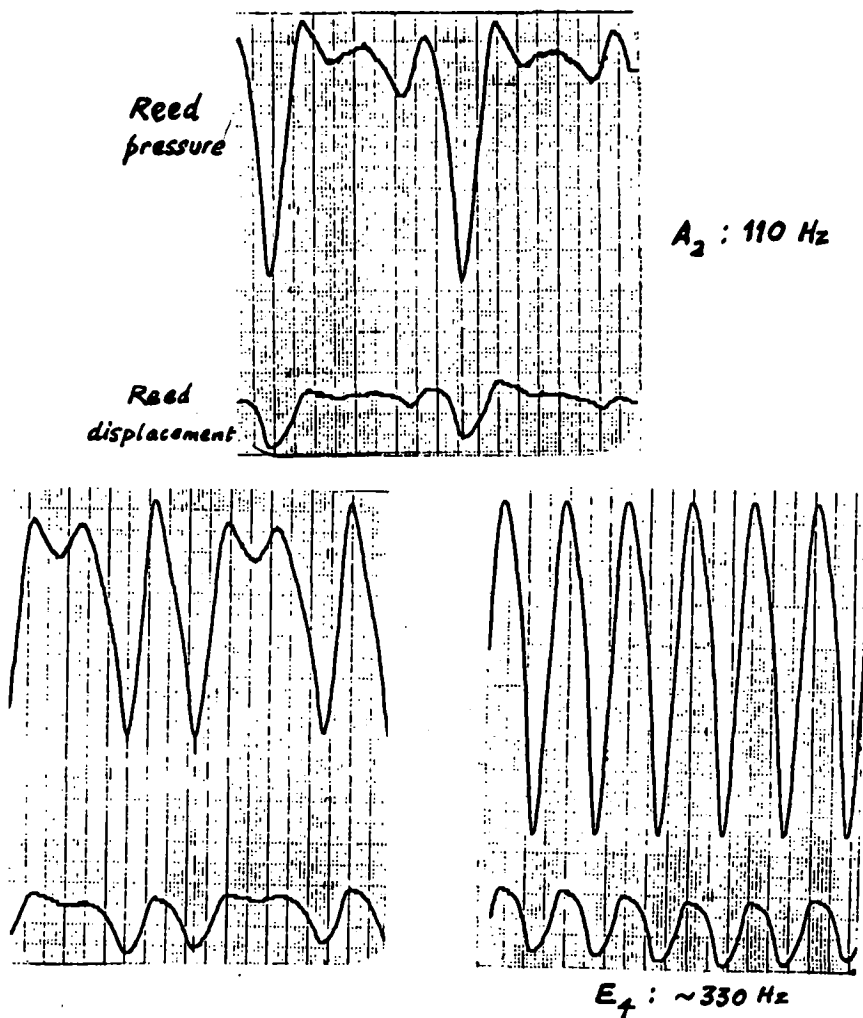 Reed
pressure
A₂ : 110 Hz
Reed
displacement
E₄ : ~330 Hz